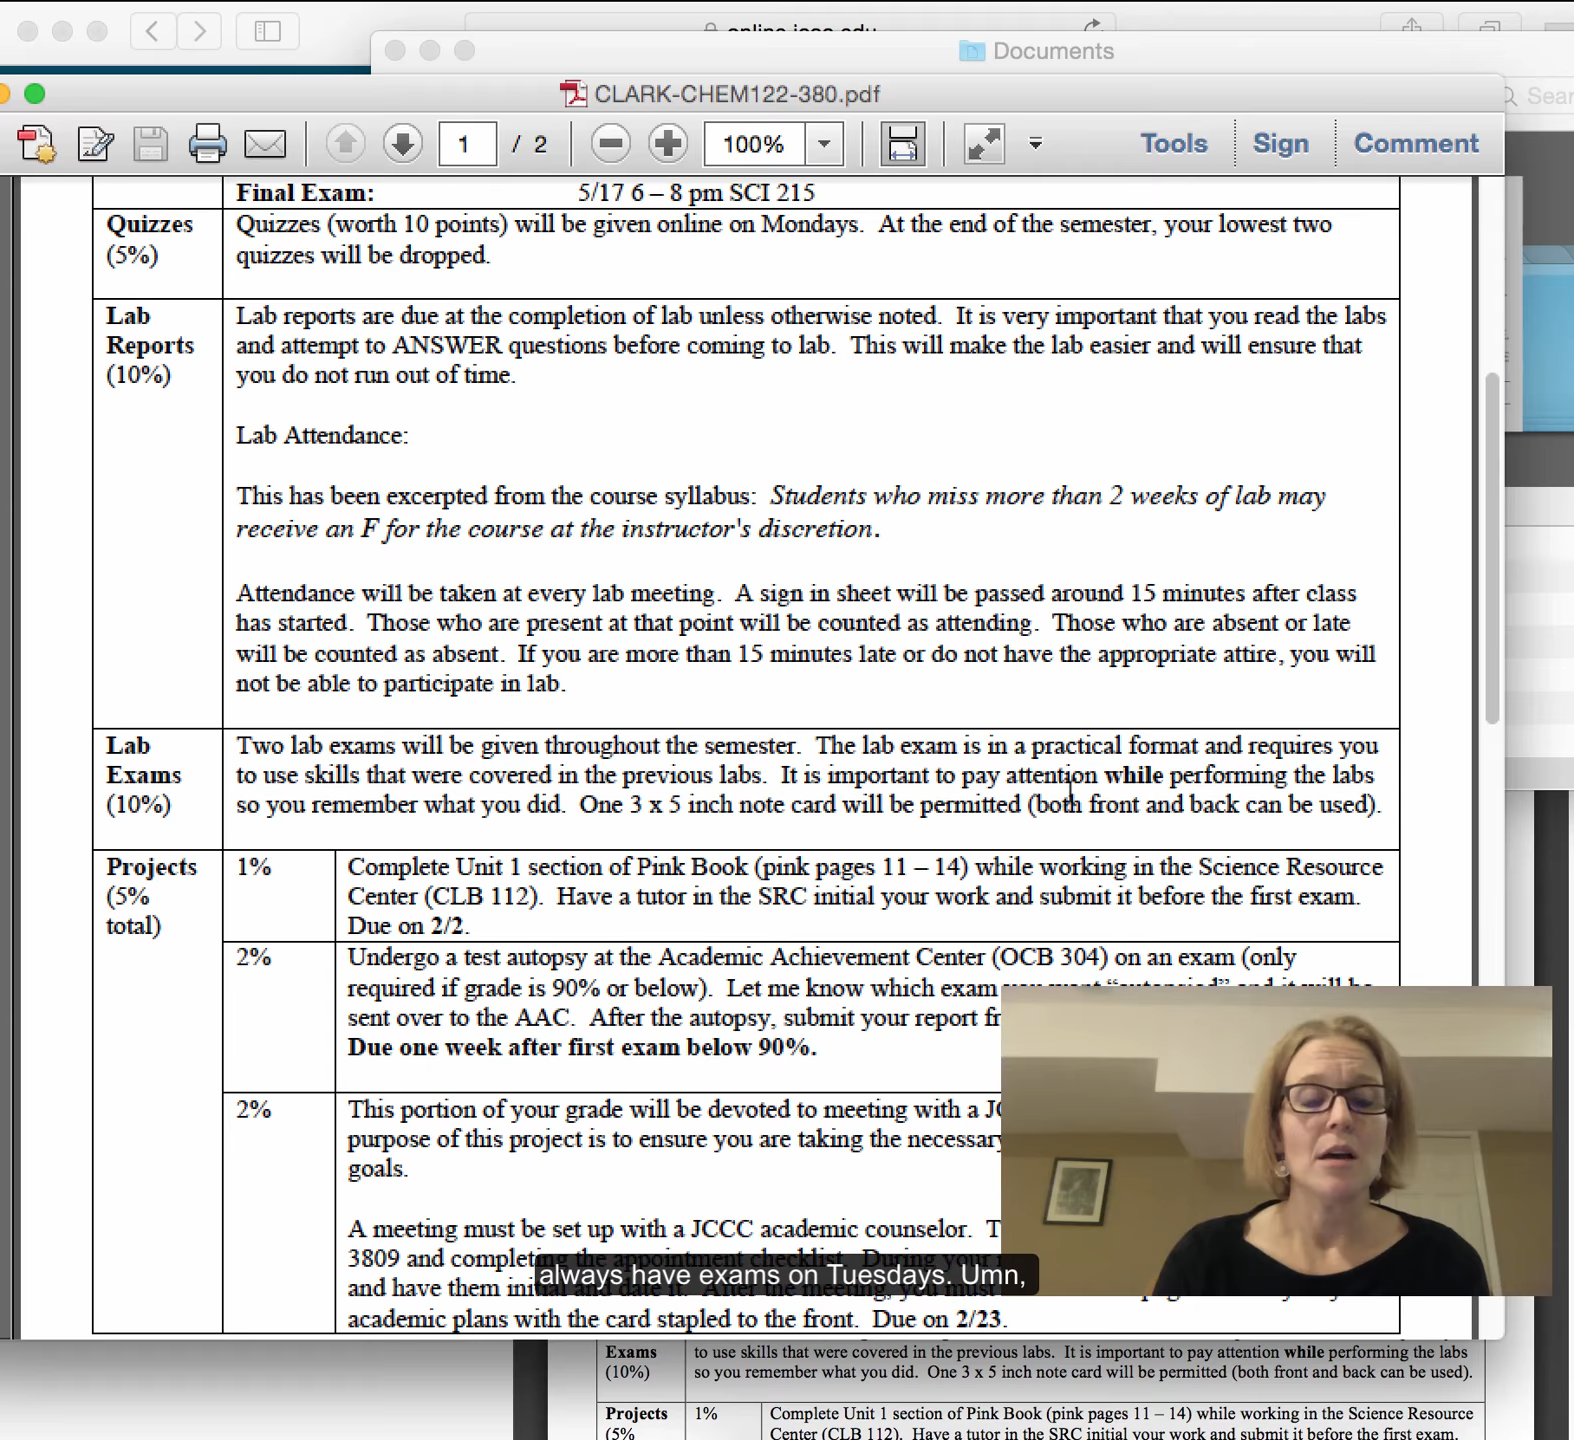 Documents
Sear
CLARK-CHEM122-380.pdf
1 / 2 100% Tools Sign Comment
Final Exam: 5/17 6 – 8 pm SCI 215
Quizzes (5%)
Quizzes (worth 10 points) will be given online on Mondays. At the end of the semester, your lowest two
quizzes will be dropped.
Lab
Reports
(10%)
Lab reports are due at the completion of lab unless otherwise noted. It is very important that you read the labs
and attempt to ANSWER questions before coming to lab. This will make the lab easier and will ensure that
you do not run out of time.
Lab Attendance:
This has been excerpted from the course syllabus: Students who miss more than 2 weeks of lab may
receive an F for the course at the instructor's discretion.
Attendance will be taken at every lab meeting. A sign in sheet will be passed around 15 minutes after class
has started. Those who are present at that point will be counted as attending. Those who are absent or late
will be counted as absent. If you are more than 15 minutes late or do not have the appropriate attire, you will
not be able to participate in lab.
Lab
Exams
(10%)
Two lab exams will be given throughout the semester. The lab exam is in a practical format and requires you
to use skills that were covered in the previous labs. It is important to pay attention while performing the labs
so you remember what you did. One 3 x 5 inch note card will be permitted (both front and back can be used).
Projects
(5%
total)
1%
Complete Unit 1 section of Pink Book (pink pages 11 – 14) while working in the Science Resource
Center (CLB 112). Have a tutor in the SRC initial your work and submit it before the first exam.
Due on 2/2.
2%
Undergo a test autopsy at the Academic Achievement Center (OCB 304) on an exam (only
required if grade is 90% or below). Let me know which exam
sent over to the AAC. After the autopsy, submit your report
Due one week after first exam below 90%.
2%
This portion of your grade will be devoted to meeting with a
purpose of this project is to ensure you are taking the necessary
goals.
A meeting must be set up with a JCCC academic counselor.
3809 and completing the appointment checklist. During your
and have them initial and date it. After the meeting, you must
academic plans with the card stapled to the front. Due on 2/23.
always have exams on Tuesdays. Umn,
Exams
(10%)
to use skills that were covered in the previous labs. It is important to pay attention while performing the labs
so you remember what you did. One 3 x 5 inch note card will be permitted (both front and back can be used).
Projects
(5%
1%
Complete Unit 1 section of Pink Book (pink pages 11 – 14) while working in the Science Resource
Center (CLB 112). Have a tutor in the SRC initial your work and submit it before the first exam.